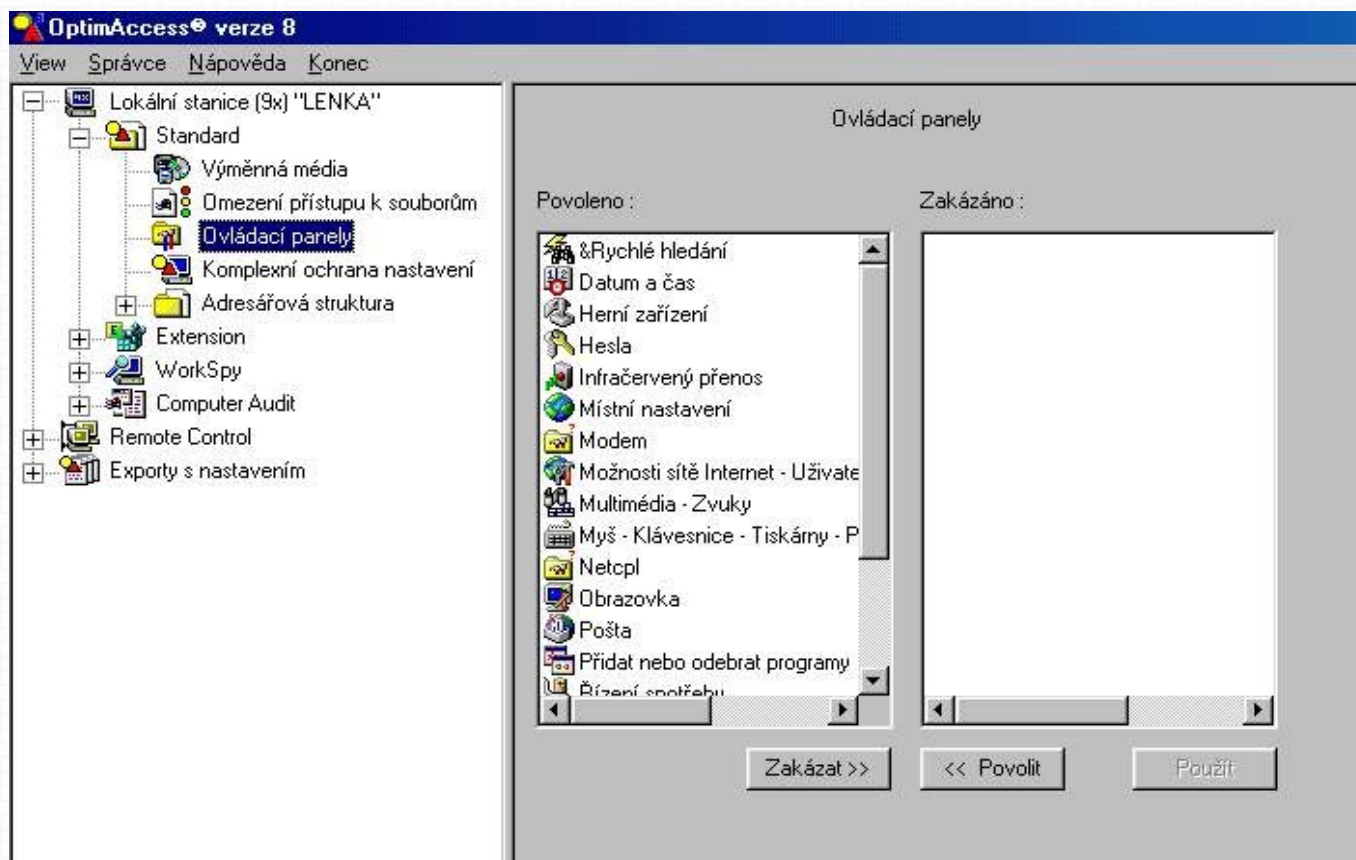 OptimAccess® verze 8
View Správce Nápověda Konec
Lokální stanice (9x) "LENKA"
Standard
Výměnná média
Omezení přístupu k souborům
Ovládací panely
Komplexní ochrana nastavení
Adresářová struktura
Extension
WorkSpy
Computer Audit
Remote Control
Exporty s nastavením
Ovládací panely
Povoleno :
&Rychlé hledání
Datum a čas
Herní zařízení
Hesla
Infračervený přenos
Místní nastavení
Modem
Možnosti sítě Internet - Uživate
Multimédia - Zvuky
Myš - Klávesnice - Tiskárny - P
Netcpl
Obrazovka
Pošta
Přidat nebo odebrat programy
Řízení spotřeby
Zakázat >>
Zakázáno :
<< Povolit
Použít